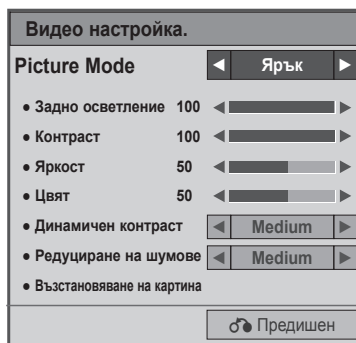 Видео настройка.
Picture Mode ◄ Ярък ►
● Задно осветление 100
● Контраст 100
● Яркост 50
● Цвят 50
● Динамичен контраст ◄ Medium ►
● Редуциране на шумове ◄ Medium ►
● Възстановяване на картина
Предишен